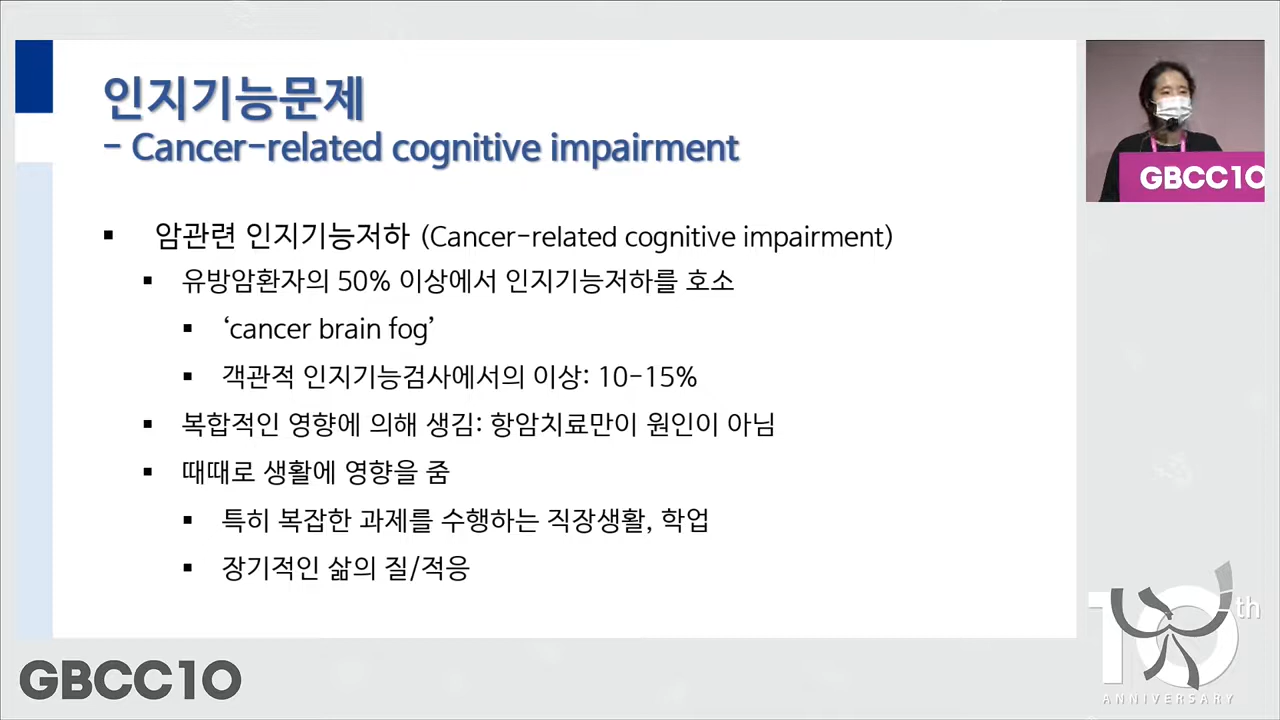 인지기능문제
- Cancer-related cognitive impairment
암관련 인지기능저하 (Cancer-related cognitive impairment)
유방암환자의 50% 이상에서 인지기능저하를 호소
‘cancer brain fog’
객관적 인지기능검사에서의 이상: 10-15%
복합적인 영향에 의해 생김: 항암치료만이 원인이 아님
때때로 생활에 영향을 줌
특히 복잡한 과제를 수행하는 직장생활, 학업
장기적인 삶의 질/적응
GBCC10
GBCC10
10th
ANNIVERSARY